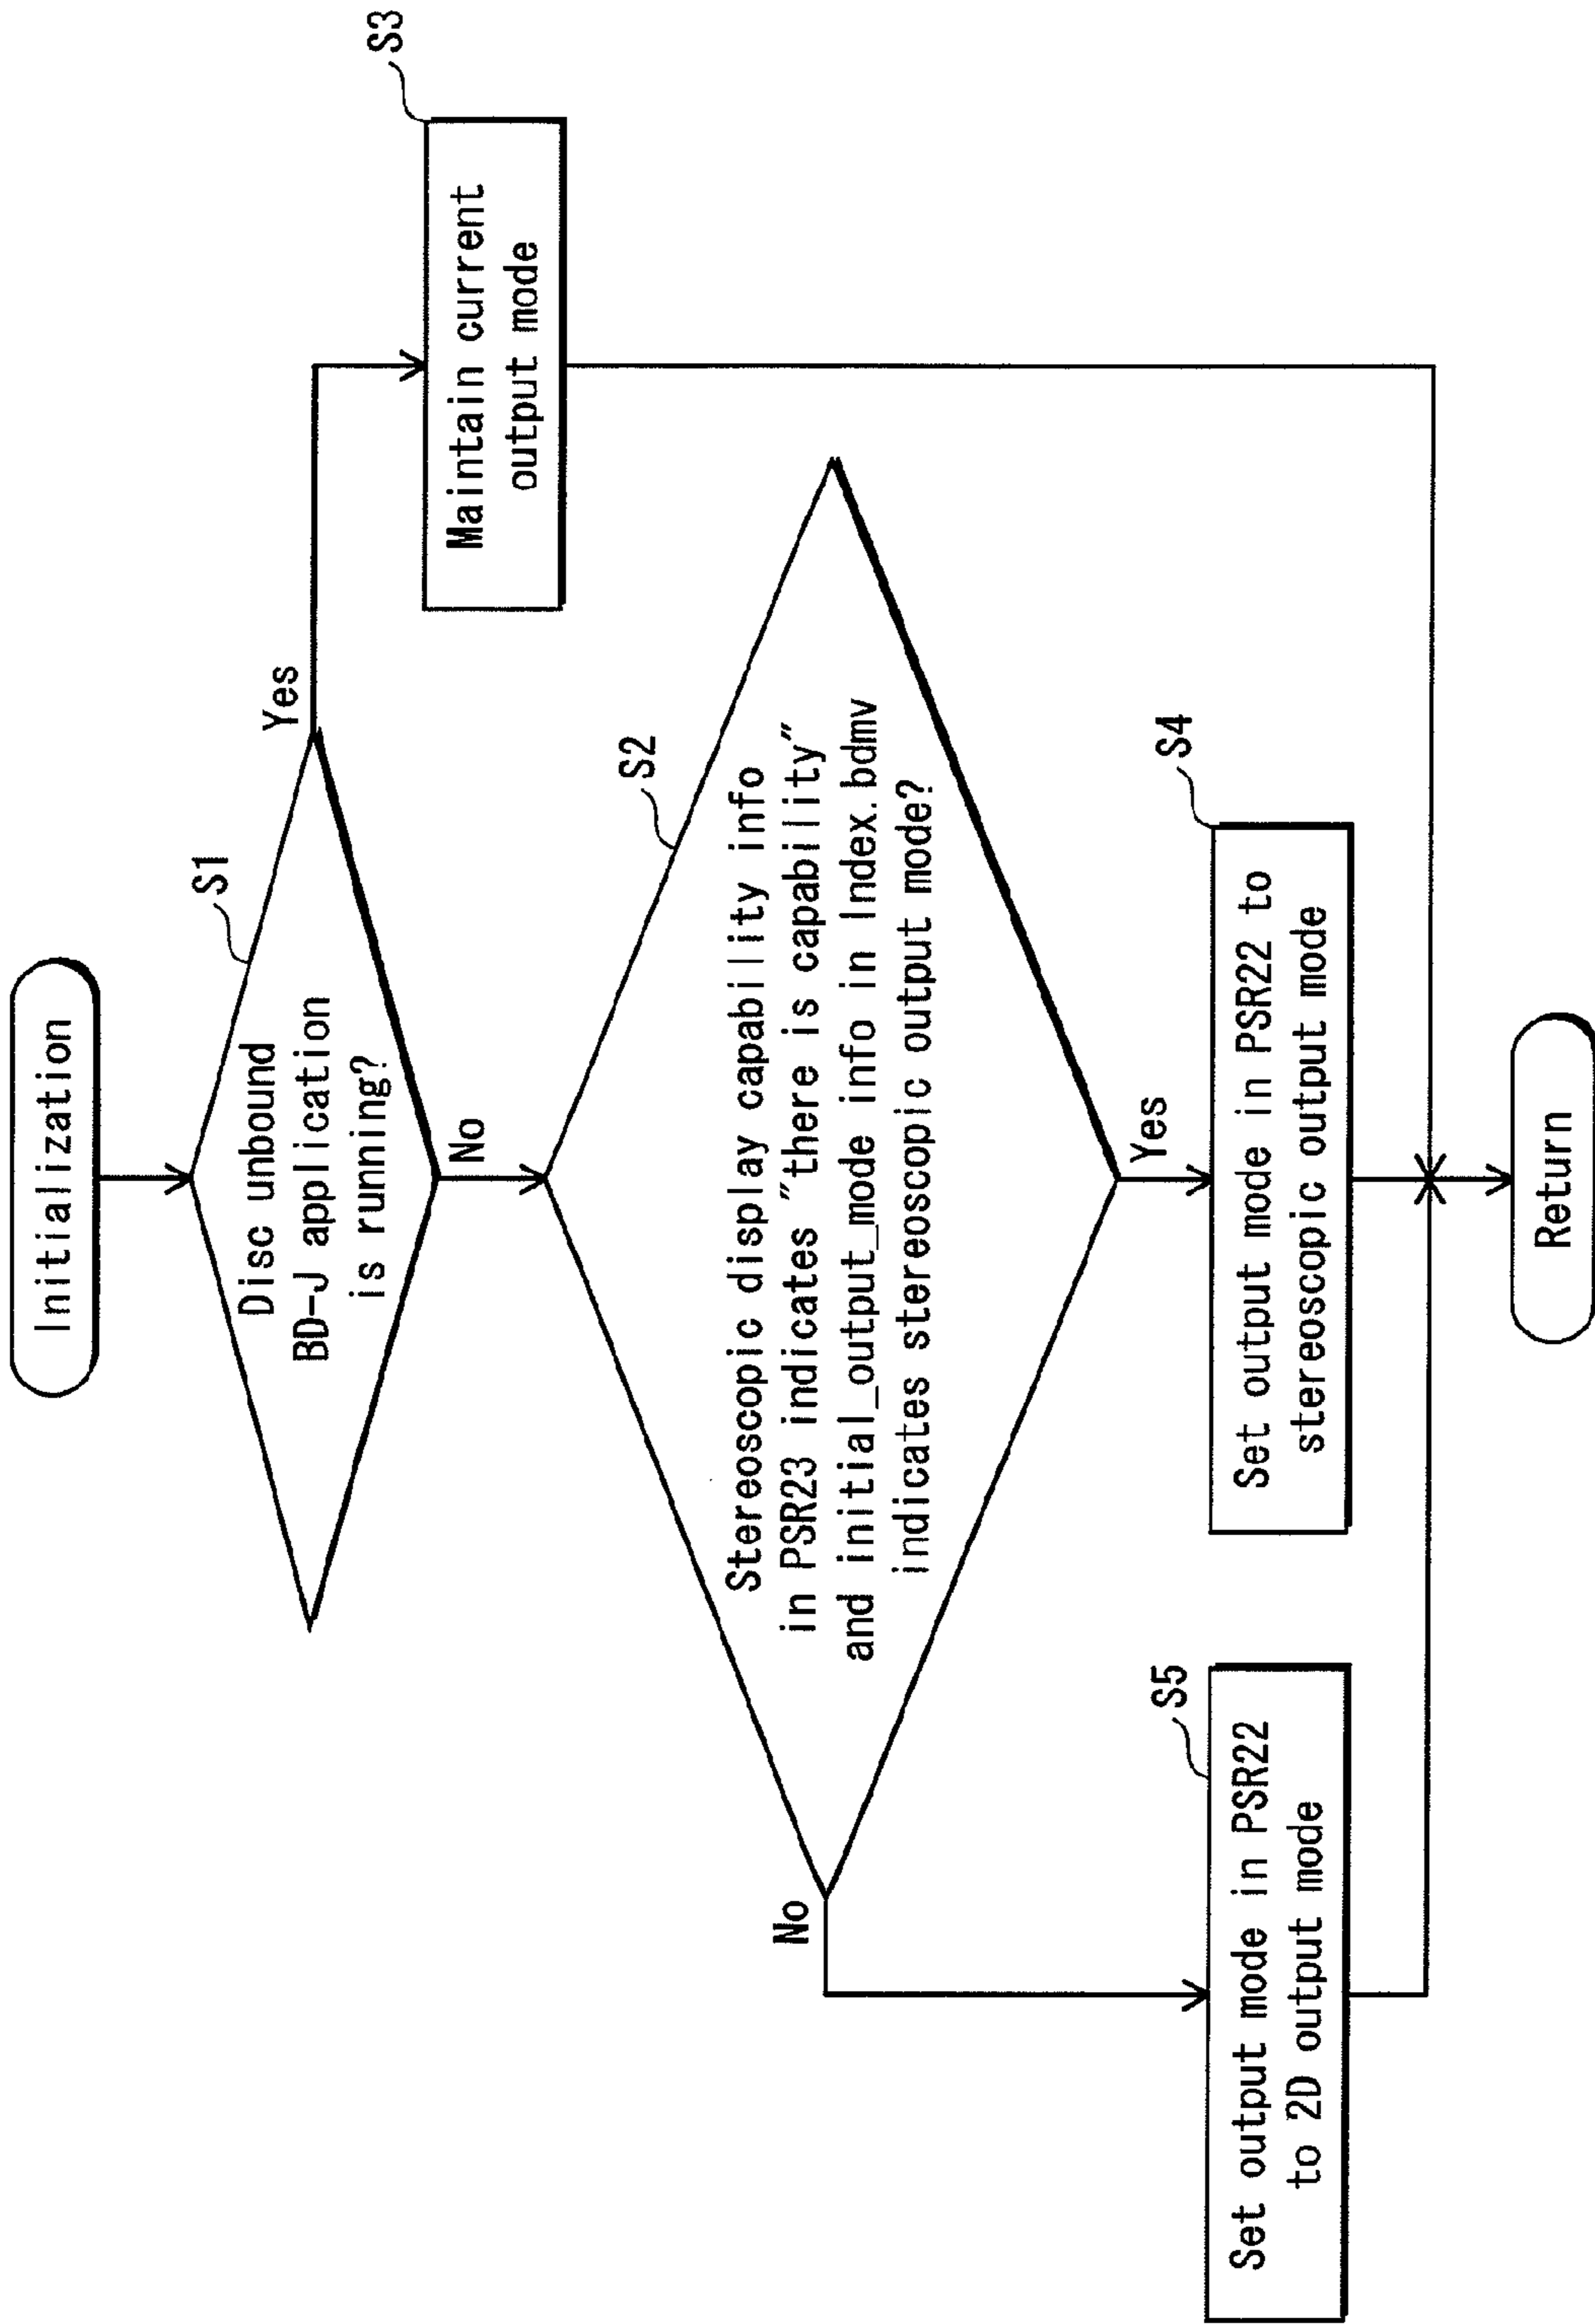 Initialization
S1
Disc unbound
BD-J application
is running?
Yes
No
S3
Maintain current
output mode
S2
Stereoscopic display capability info
in PSR23 indicates "there is capability"
and initial_output_mode info in Index.bdmv
indicates stereoscopic output mode?
No
Yes
S5
Set output mode in PSR22
to 2D output mode
S4
Set output mode in PSR22 to
stereoscopic output mode
Return